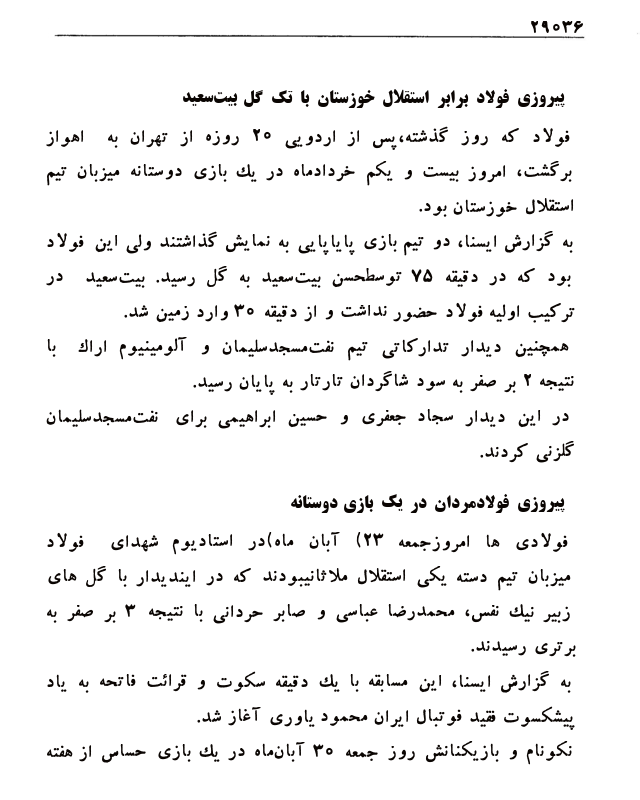 ۲۹۰۳۶
پیروزی فولاد برابر استقلال خوزستان با تک گل بیت‌سعید
فولاد که روز گذشته،پس از اردویی ۲۰ روزه از تهران به اهواز
برگشت، امروز بیست و یکم خردادماه در یك بازی دوستانه میزبان تیم
استقلال خوزستان بود.
به گزارش ایسنا، دو تیم بازی پایاپایی به نمایش گذاشتند ولی این فولاد
بود که در دقیقه ۷۵ توسطحسن بیت‌سعید به گل رسید. بیت‌سعید در
ترکیب اولیه فولاد حضور نداشت و از دقیقه ۳۰ وارد زمین شد.
همچنین دیدار تدارکاتی تیم نفت‌مسجدسلیمان و آلومینیوم اراك با
نتیجه ۲ بر صفر به سود شاگردان تارتار به پایان رسید.
در این دیدار سجاد جعفری و حسین ابراهیمی برای نفت‌مسجدسلیمان
گلزنی کردند.
پیروزی فولادمردان در یک بازی دوستانه
فولادی ها امروزجمعه ۲۳) آبان ماه)در استادیوم شهدای فولاد
میزبان تیم دسته یکی استقلال ملاثانیبودند که در ایندیدار با گل های
زبیر نیك نفس، محمدرضا عباسی و صابر حردانی با نتیجه ۳ بر صفر به
برتری رسیدند.
به گزارش ایسنا، این مسابقه با یك دقیقه سکوت و قرائت فاتحه به یاد
پیشکسوت فقید فوتبال ایران محمود یاوری آغاز شد.
نکونام و بازیکنانش روز جمعه ۳۰ آبان‌ماه در یك بازی حساس از هفته